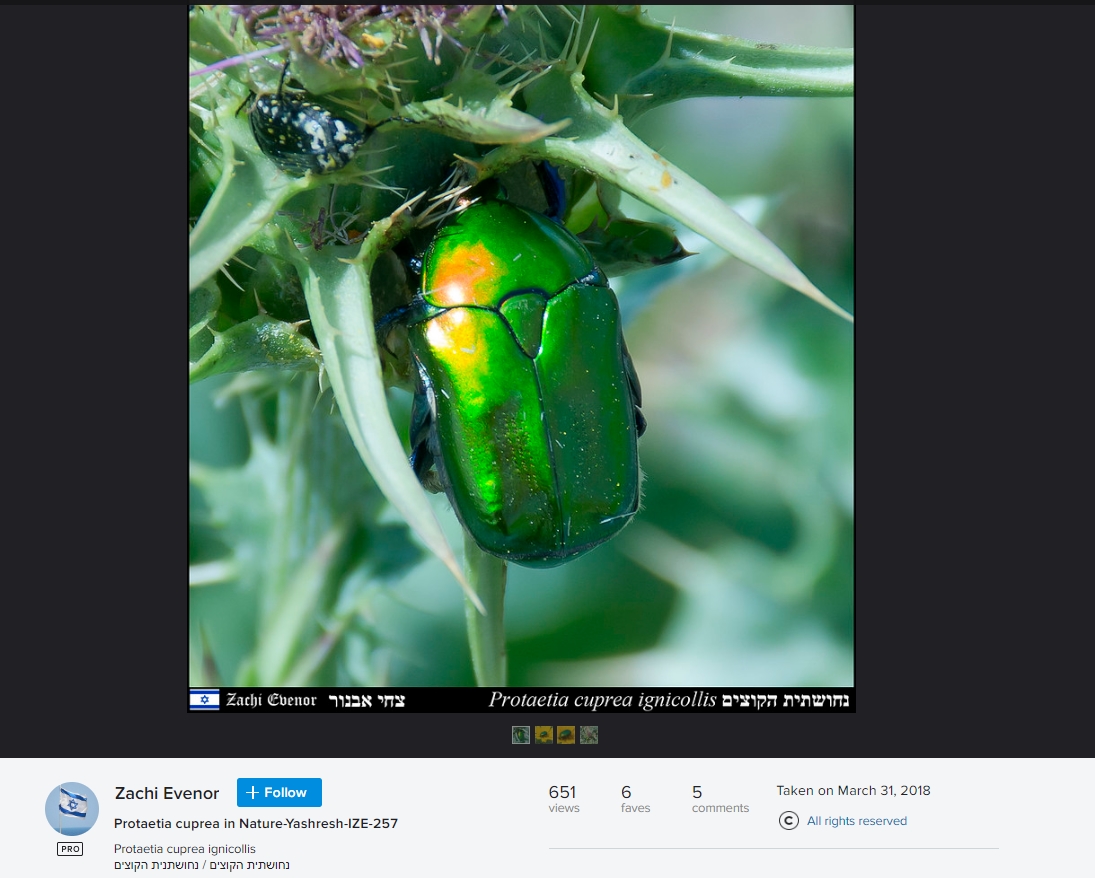 Zachi Evenor צחי אבנור Protaetia cuprea ignicollis נחושתית הקוצים
Zachi Evenor
+ Follow
PRO
Protaetia cuprea in Nature-Yashresh-IZE-257
Protaetia cuprea ignicollis
נחושתנית הקוצים / נחושתית הקוצים
651
views
6
faves
5
comments
Taken on March 31, 2018
© All rights reserved